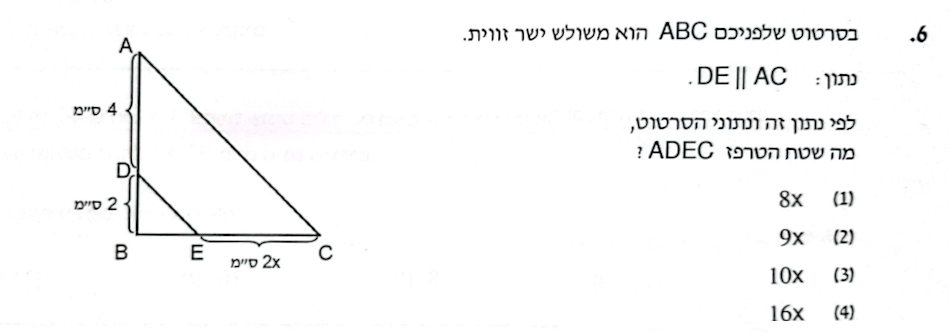 6. בסרטוט שלפניכם ABC הוא משולש ישר זווית.
נתון: DE || AC.
לפי נתון זה ונתוני הסרטוט,
מה שטח הטרפז ADEC ?
(1) 8x
(2) 9x
(3) 10x
(4) 16x
A
4 ס"מ
D
2 ס"מ
B E C
2x ס"מ